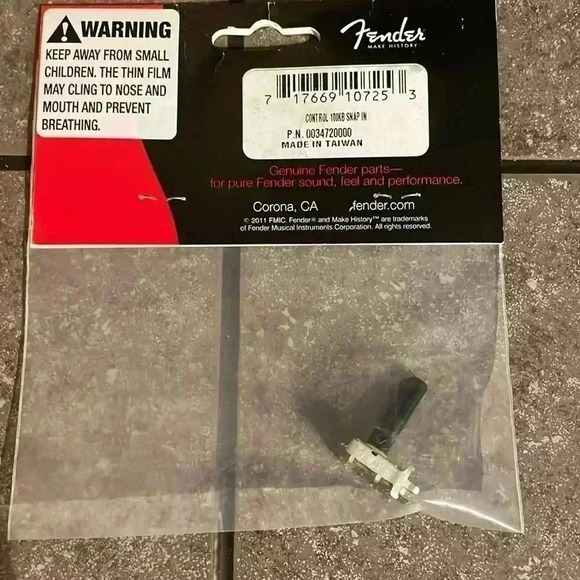 WARNING
KEEP AWAY FROM SMALL
CHILDREN. THE THIN FILM
MAY CLING TO NOSE AND
MOUTH AND PREVENT
BREATHING.
Fender
MAKE HISTORY
7 17669 10725 3
CONTROL 100KB SNAP IN
P.N. 0034720000
MADE IN TAIWAN
Genuine Fender parts—
for pure Fender sound, feel and performance.
Corona, CA fender.com
© 2011 FMIC. Fender® and Make History™ are trademarks
of Fender Musical Instruments Corporation. All rights reserved.